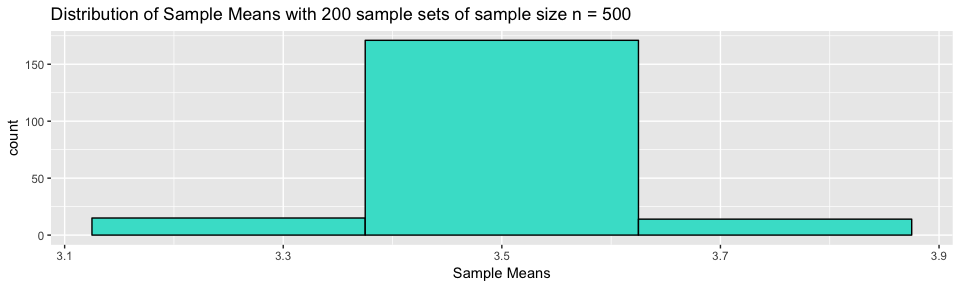 Distribution of Sample Means with 200 sample sets of sample size n = 500
150
100
50
0
count
3.1 3.3 3.5 3.7 3.9
Sample Means